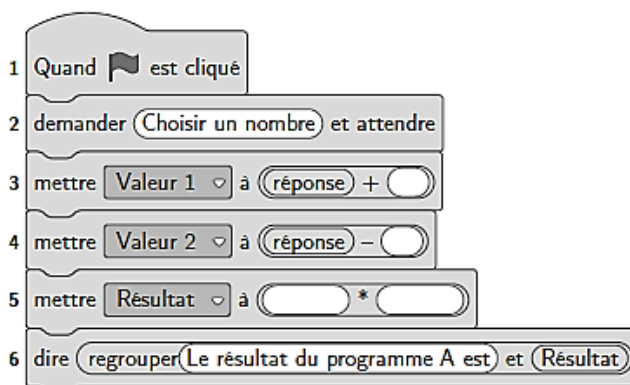 1 Quand est cliqué
2 demander Choisir un nombre et attendre
3 mettre Valeur 1 à réponse +
4 mettre Valeur 2 à réponse −
5 mettre Résultat à *
6 dire regrouper Le résultat du programme A est et Résultat